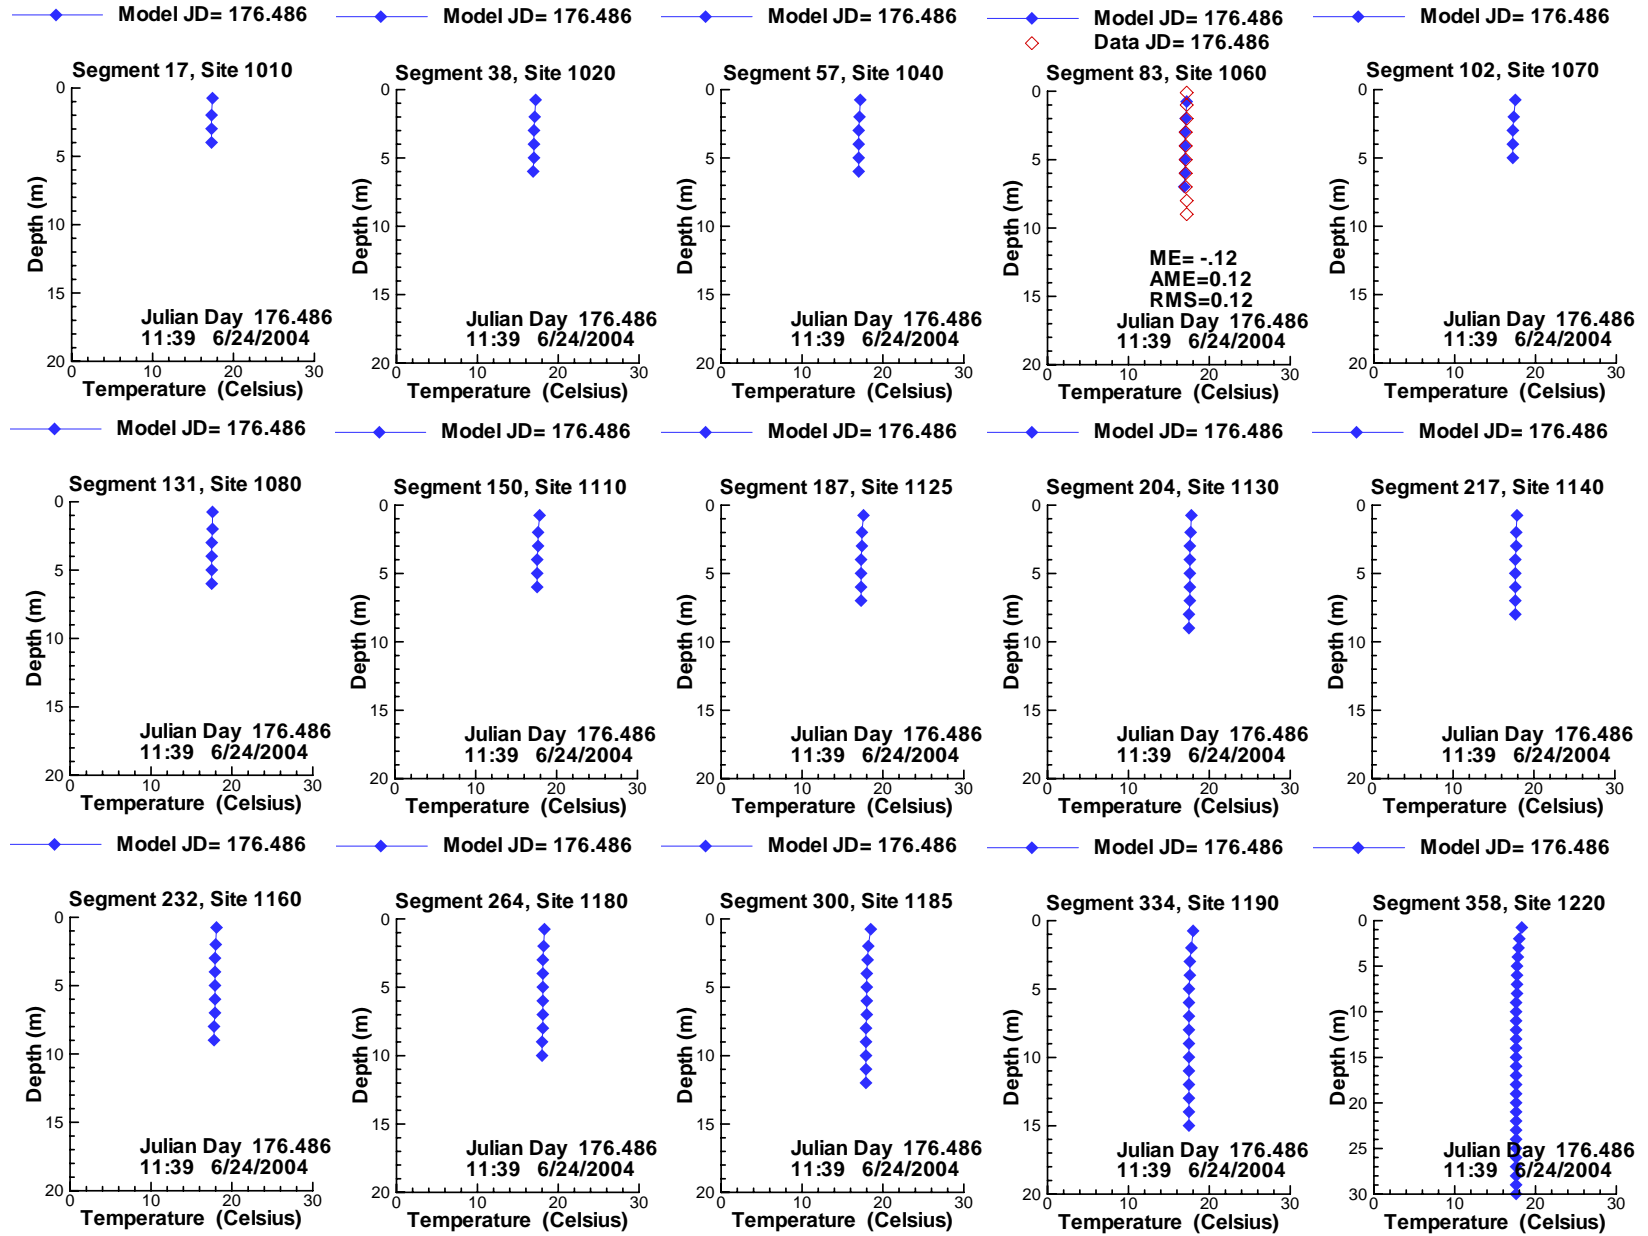 Model JD= 176.486
Segment 17, Site 1010
0
5
10
15
20
Depth (m)
Julian Day 176.486
11:39 6/24/2004
0 10 20 30
Temperature (Celsius)
Model JD= 176.486
Segment 38, Site 1020
0
5
10
15
20
Depth (m)
Julian Day 176.486
11:39 6/24/2004
0 10 20 30
Temperature (Celsius)
Model JD= 176.486
Segment 57, Site 1040
0
5
10
15
20
Depth (m)
Julian Day 176.486
11:39 6/24/2004
0 10 20 30
Temperature (Celsius)
Model JD= 176.486
Data JD= 176.486
Segment 83, Site 1060
0
5
10
15
20
Depth (m)
ME= -.12
AME=0.12
RMS=0.12
Julian Day 176.486
11:39 6/24/2004
0 10 20 30
Temperature (Celsius)
Model JD= 176.486
Segment 102, Site 1070
0
5
10
15
20
Depth (m)
Julian Day 176.486
11:39 6/24/2004
0 10 20 30
Temperature (Celsius)
Model JD= 176.486
Segment 131, Site 1080
0
5
10
15
20
Depth (m)
Julian Day 176.486
11:39 6/24/2004
0 10 20 30
Temperature (Celsius)
Model JD= 176.486
Segment 150, Site 1110
0
5
10
15
20
Depth (m)
Julian Day 176.486
11:39 6/24/2004
0 10 20 30
Temperature (Celsius)
Model JD= 176.486
Segment 187, Site 1125
0
5
10
15
20
Depth (m)
Julian Day 176.486
11:39 6/24/2004
0 10 20 30
Temperature (Celsius)
Model JD= 176.486
Segment 204, Site 1130
0
5
10
15
20
Depth (m)
Julian Day 176.486
11:39 6/24/2004
0 10 20 30
Temperature (Celsius)
Model JD= 176.486
Segment 217, Site 1140
0
5
10
15
20
Depth (m)
Julian Day 176.486
11:39 6/24/2004
0 10 20 30
Temperature (Celsius)
Model JD= 176.486
Segment 232, Site 1160
0
5
10
15
20
Depth (m)
Julian Day 176.486
11:39 6/24/2004
0 10 20 30
Temperature (Celsius)
Model JD= 176.486
Segment 264, Site 1180
0
5
10
15
20
Depth (m)
Julian Day 176.486
11:39 6/24/2004
0 10 20 30
Temperature (Celsius)
Model JD= 176.486
Segment 300, Site 1185
0
5
10
15
20
Depth (m)
Julian Day 176.486
11:39 6/24/2004
0 10 20 30
Temperature (Celsius)
Model JD= 176.486
Segment 334, Site 1190
0
5
10
15
20
Depth (m)
Julian Day 176.486
11:39 6/24/2004
0 10 20 30
Temperature (Celsius)
Model JD= 176.486
Segment 358, Site 1220
0
5
10
15
20
25
30
Depth (m)
Julian Day 176.486
11:39 6/24/2004
0 10 20 30
Temperature (Celsius)